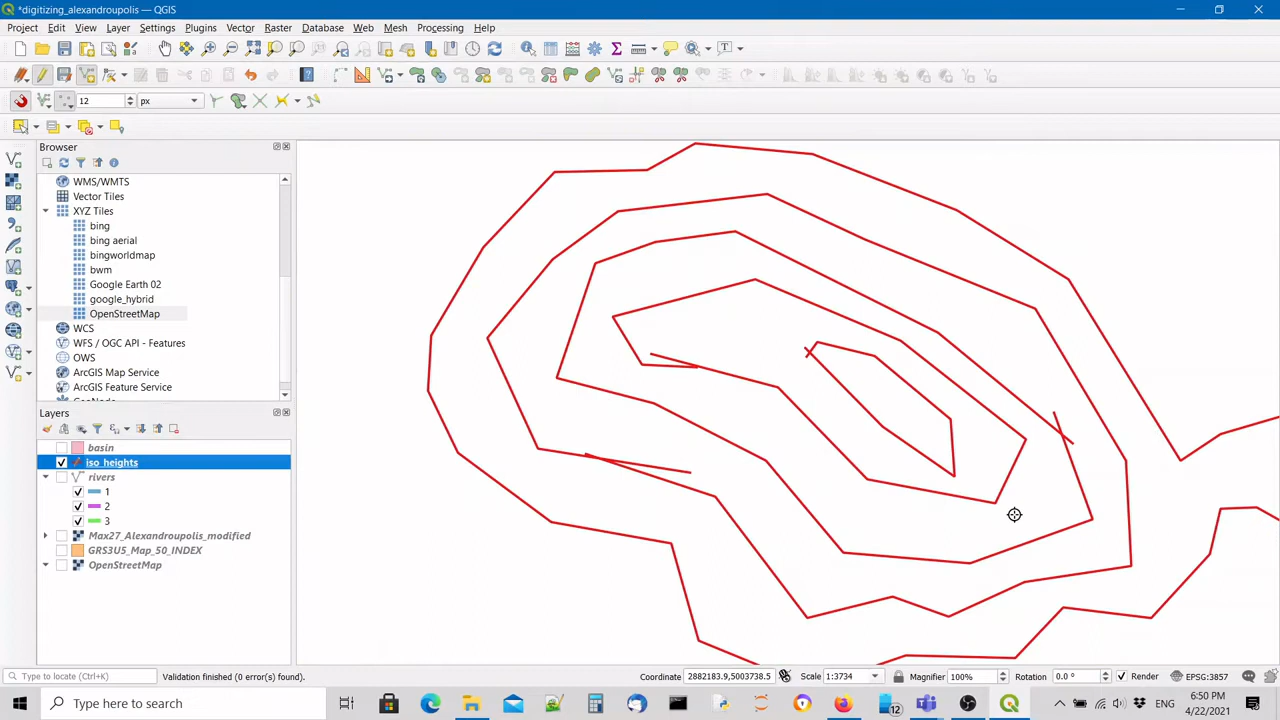 *digitizing_alexandroupolis — QGIS
Project Edit View Layer Settings Plugins Vector Raster Database Web Mesh Processing Help
12 px
Browser
WMS/WMTS
Vector Tiles
XYZ Tiles
bing
bing aerial
bingworldmap
bwm
Google Earth 02
google_hybrid
OpenStreetMap
WCS
WFS / OGC API - Features
OWS
ArcGIS Map Service
ArcGIS Feature Service
Layers
basin
iso_heights
rivers
1
2
3
Max27_Alexandroupolis_modified
GRS3U5_Map_50_INDEX
OpenStreetMap
Type to locate (Ctrl+K) Validation finished (0 error(s) found). Coordinate 2882183.9,5003738.5 Scale 1:3734 Magnifier 100% Rotation 0.0 ° Render EPSG:3857
Type here to search 12 ENG 6:50 PM
4/22/2021